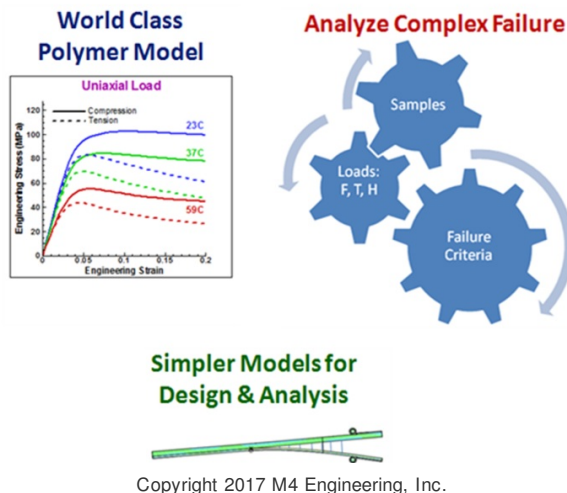 World Class
Polymer Model
Analyze Complex Failure
Uniaxial Load
Compression
Tension
23C
37C
59C
Engineering Stress (MPa)
120
100
80
60
40
20
0
0
0.05
0.1
0.15
0.2
Engineering Strain
Samples
Loads:
F, T, H
Failure
Criteria
Simpler Models for
Design & Analysis
Copyright 2017 M4 Engineering, Inc.